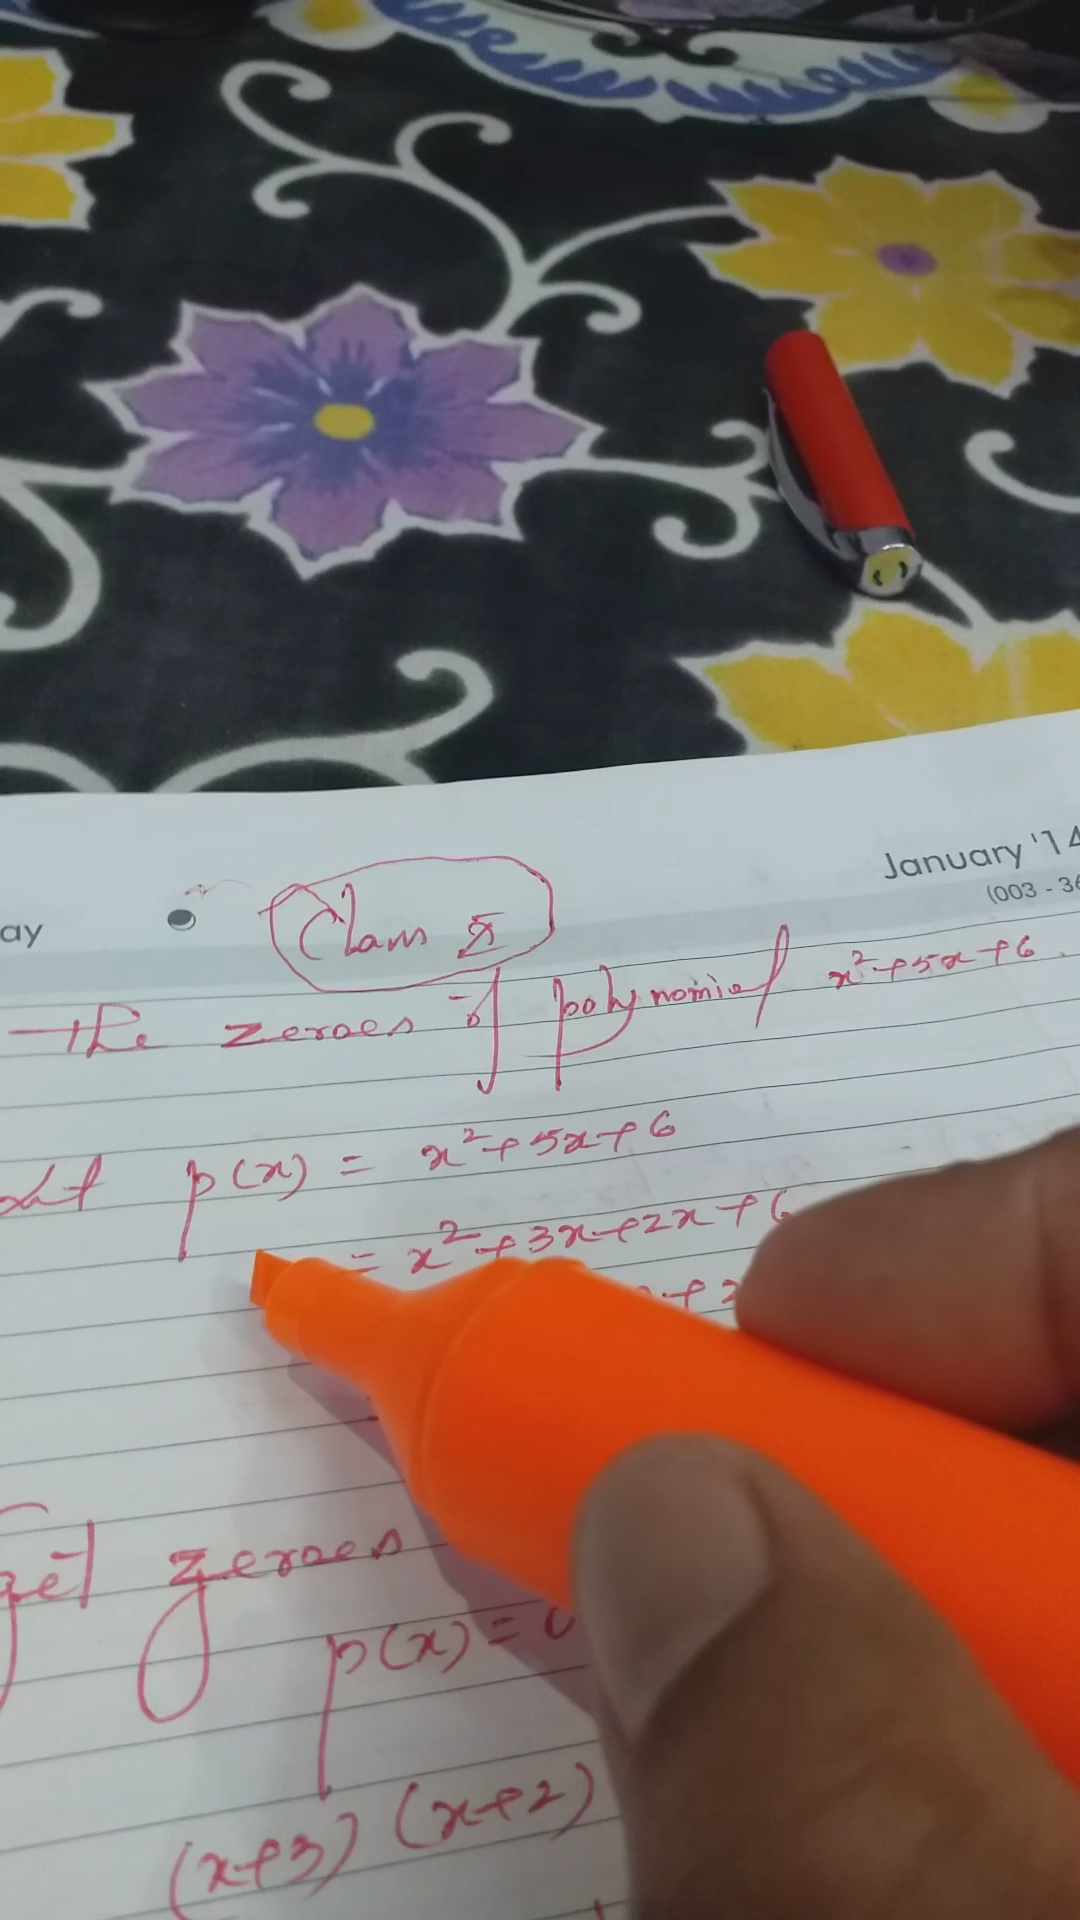 January '14
(003 - 36
ay
Class X
the zeroes of polynomial x²+5x+6
p(x) = x²+5x+6
= x²+3x+2x+6
get zeroes
p(x) = 0
(x+3) (x+2)